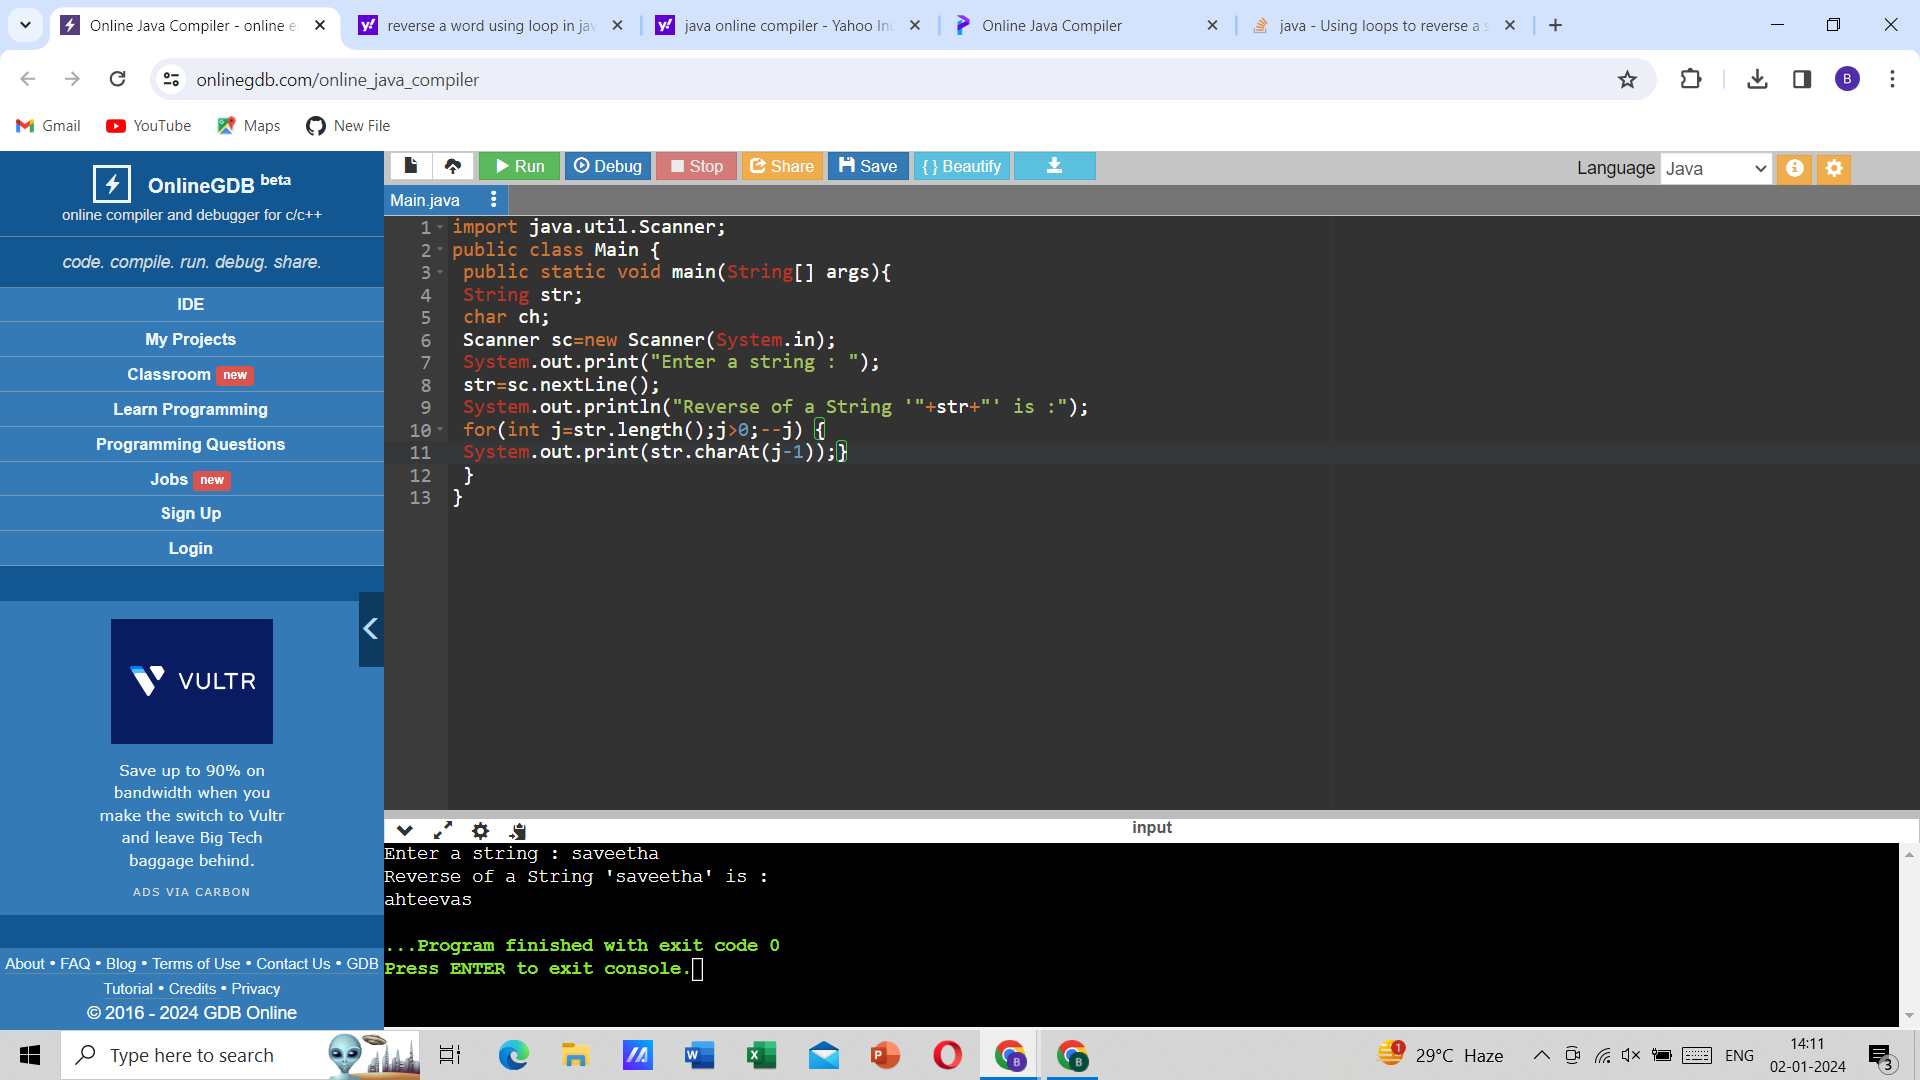 Online Java Compiler - online e
reverse a word using loop in jav
java online compiler - Yahoo Inc
Online Java Compiler
java - Using loops to reverse a s
onlinegdb.com/online_java_compiler
B
Gmail
YouTube
Maps
New File
OnlineGDB beta
online compiler and debugger for c/c++
code. compile. run. debug. share.
IDE
My Projects
Classroom new
Learn Programming
Programming Questions
Jobs new
Sign Up
Login
VULTR
Save up to 90% on
bandwidth when you
make the switch to Vultr
and leave Big Tech
baggage behind.
ADS VIA CARBON
About • FAQ • Blog • Terms of Use • Contact Us • GDB
Tutorial • Credits • Privacy
© 2016 - 2024 GDB Online
Run Debug Stop Share Save { } Beautify
Language Java
Main.java
1 import java.util.Scanner;
2 public class Main {
3 public static void main(String[] args){
4 String str;
5 char ch;
6 Scanner sc=new Scanner(System.in);
7 System.out.print("Enter a string : ");
8 str=sc.nextLine();
9 System.out.println("Reverse of a String '"+str+"' is :");
10 for(int j=str.length();j>0;--j) {
11 System.out.print(str.charAt(j-1));}
12 }
13 }
input
Enter a string : saveetha
Reverse of a String 'saveetha' is :
ahteevas
...Program finished with exit code 0
Press ENTER to exit console.
Type here to search
1
29°C Haze
ENG
14:11
02-01-2024
3